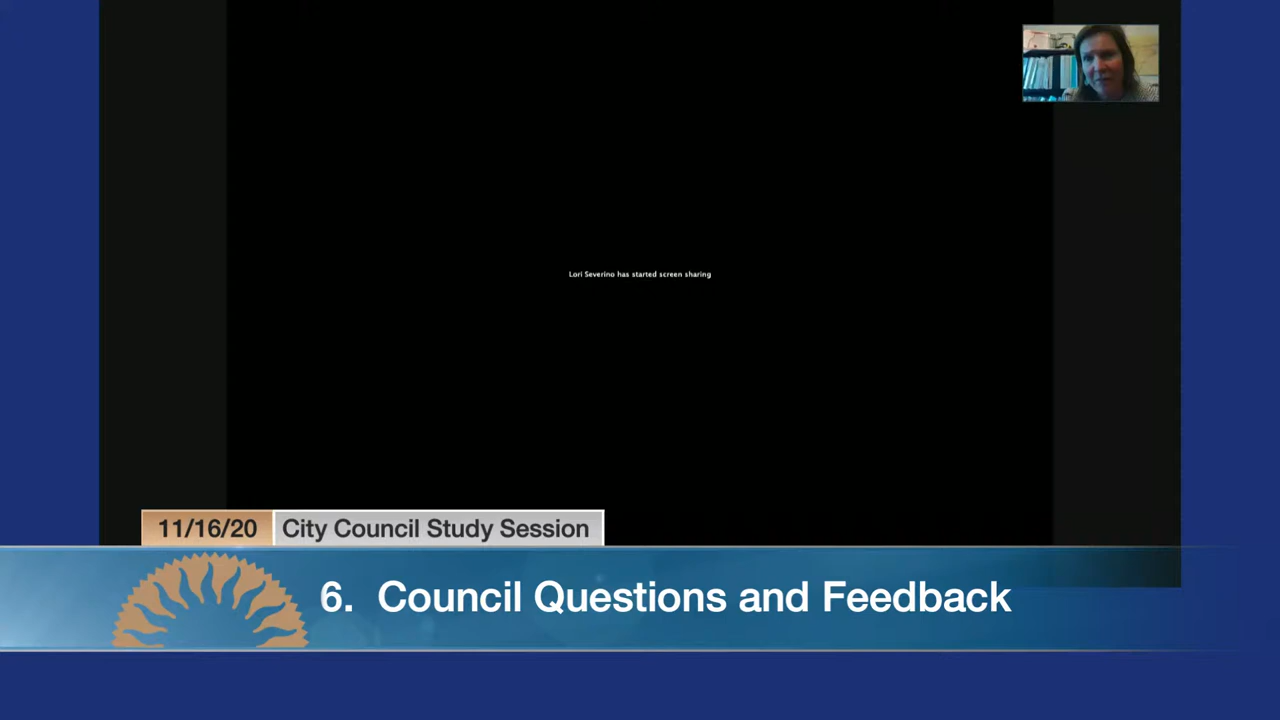 Lori Severino has started screen sharing
11/16/20 City Council Study Session
6. Council Questions and Feedback